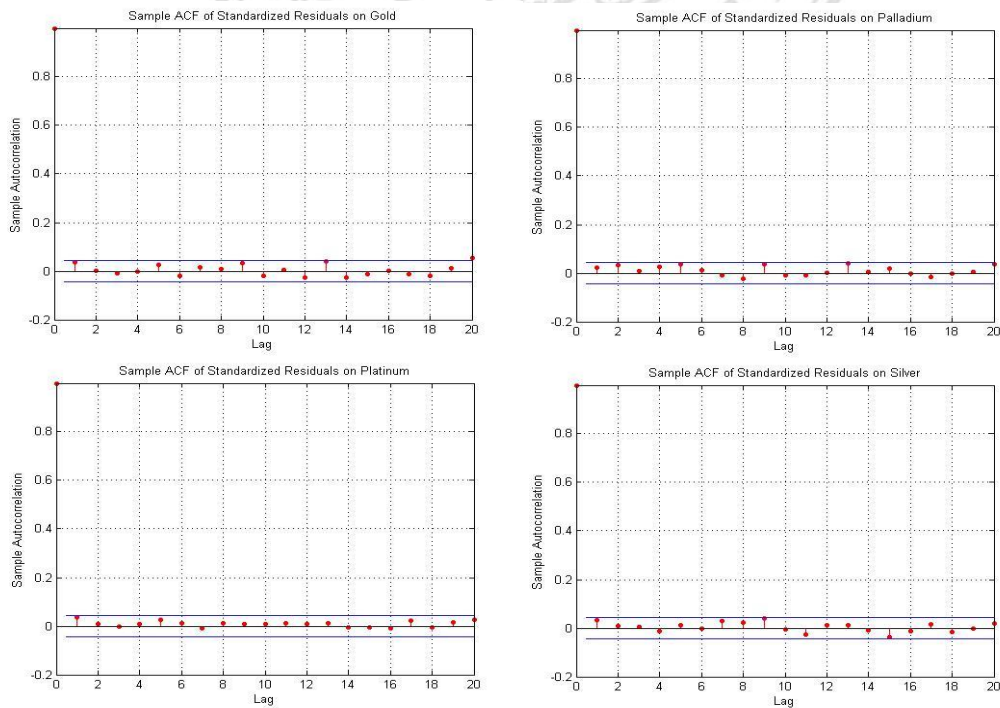 Sample ACF of Standardized Residuals on Gold
Sample Autocorrelation
0.8
0.6
0.4
0.2
0
-0.2
0 2 4 6 8 10 12 14 16 18 20
Lag
Sample ACF of Standardized Residuals on Palladium
Sample Autocorrelation
0.8
0.6
0.4
0.2
0
-0.2
0 2 4 6 8 10 12 14 16 18 20
Lag
Sample ACF of Standardized Residuals on Platinum
Sample Autocorrelation
0.8
0.6
0.4
0.2
0
-0.2
0 2 4 6 8 10 12 14 16 18 20
Lag
Sample ACF of Standardized Residuals on Silver
Sample Autocorrelation
0.8
0.6
0.4
0.2
0
-0.2
0 2 4 6 8 10 12 14 16 18 20
Lag